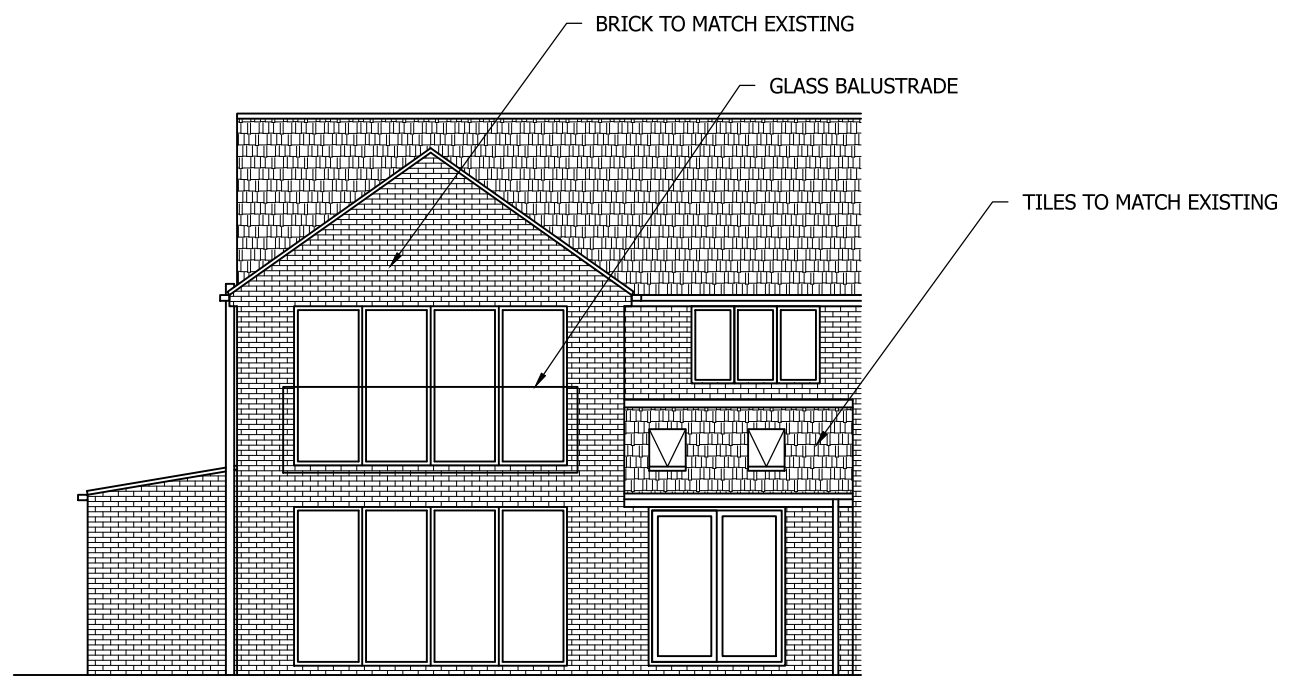 BRICK TO MATCH EXISTING
GLASS BALUSTRADE
TILES TO MATCH EXISTING